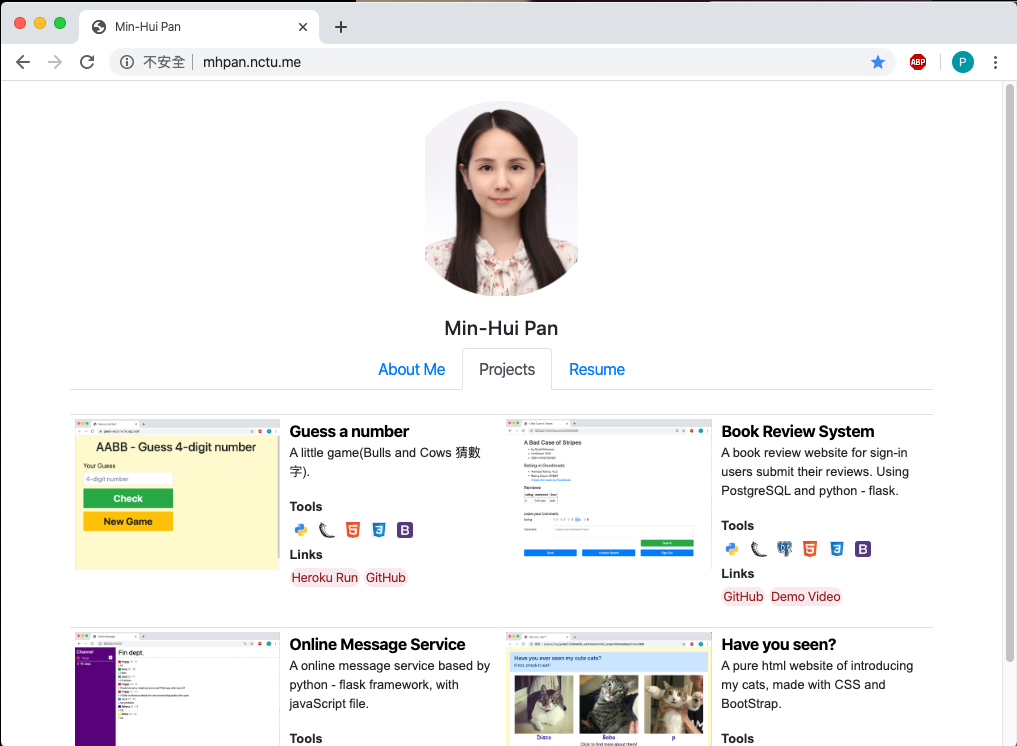 Min-Hui Pan
不安全
mhpan.nctu.me
ABP
P
Min-Hui Pan
About Me
Projects
Resume
AABB - Guess 4-digit number
Your Guess
4-digit number
Check
New Game
Guess a number
A little game(Bulls and Cows 猜數
字).
Tools
B
Links
Heroku Run GitHub
A Bad Case of Stripes
Rating in Goodreads
Reviews
Leave your Comment.
Book Review System
A book review website for sign-in
users submit their reviews. Using
PostgreSQL and python - flask.
Tools
B
Links
GitHub Demo Video
Channel
Fin dept.
Online Message Service
A online message service based by
python - flask framework, with
javaScript file.
Tools
Have you ever seen my cute cats?
If not, check it out!!
Disco
Bobo
Click to find more about them!
Have you seen?
A pure html website of introducing
my cats, made with CSS and
BootStrap.
Tools